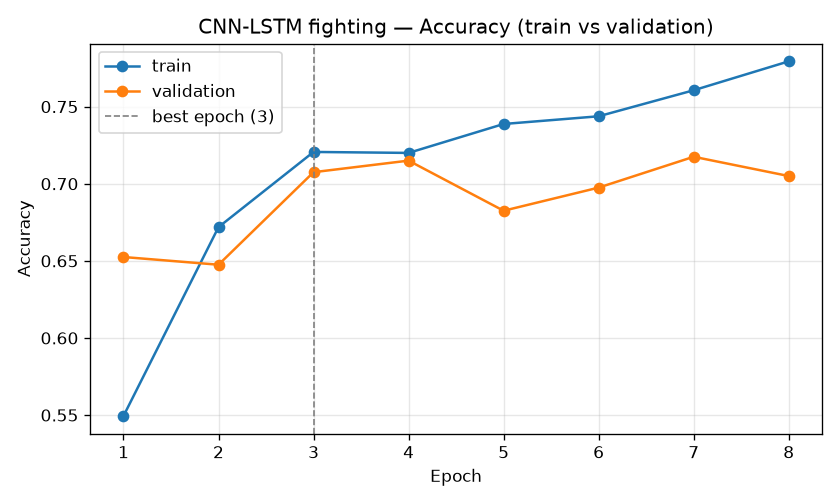 CNN-LSTM fighting — Accuracy (train vs validation)
train
validation
best epoch (3)
Accuracy
0.75
0.70
0.65
0.60
0.55
1 2 3 4 5 6 7 8
Epoch